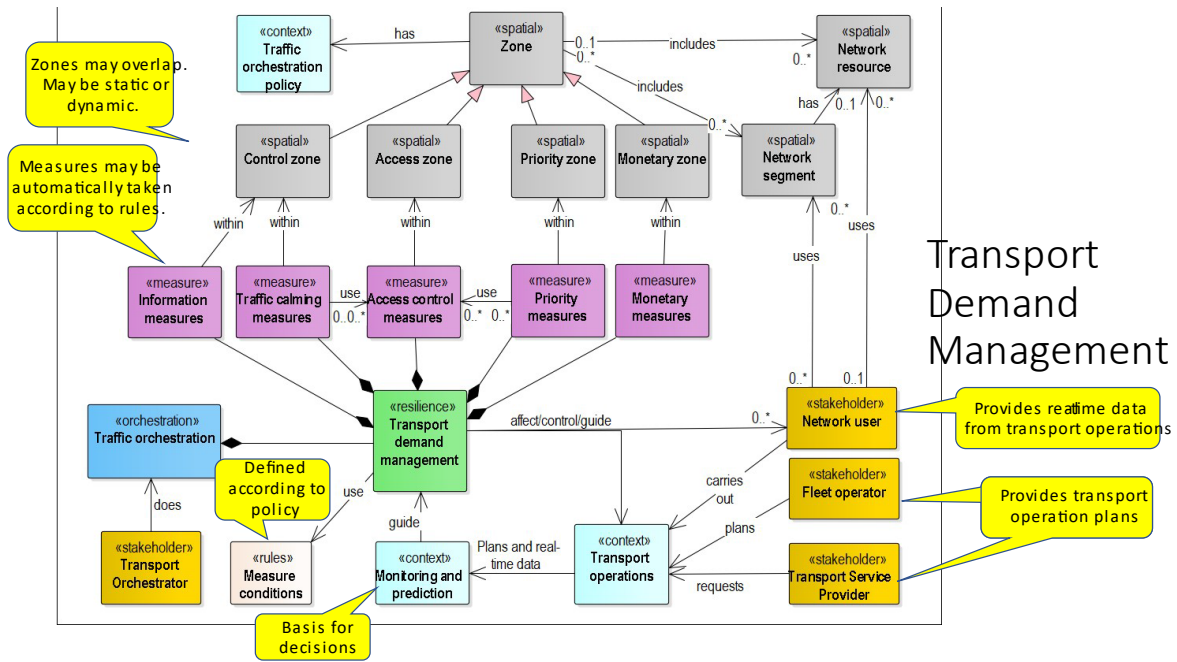 «context»
Traffic
orchestration
policy
has
«spatial»
Zone
0..1
0..*
includes
0..*
«spatial»
Network
resource
includes
0..*
has
0..1
0..*
Zones may overlap.
May be static or
dynamic.
Measures may be
automatically taken
according to rules.
«spatial»
Control zone
«spatial»
Access zone
«spatial»
Priority zone
«spatial»
Monetary zone
«spatial»
Network
segment
0..*
within
within
within
within
within
uses
uses
Transport
Demand
Management
«measure»
Information
measures
«measure»
Traffic calming
measures
use
0..0..*
«measure»
Access control
measures
use
0..*
0..*
«measure»
Priority
measures
«measure»
Monetary
measures
0..*
0..1
«orchestration»
Traffic orchestration
«resilience»
Transport
demand
management
affect/control/guide
0..*
«stakeholder»
Network user
Provides realtime data
from transport operations
Defined
according to
policy
use
carries
out
«stakeholder»
Fleet operator
Provides transport
operation plans
does
guide
plans
«stakeholder»
Transport
Orchestrator
«rules»
Measure
conditions
«context»
Monitoring and
prediction
Plans and real-
time data
«context»
Transport
operations
requests
«stakeholder»
Transport Service
Provider
Basis for
decisions